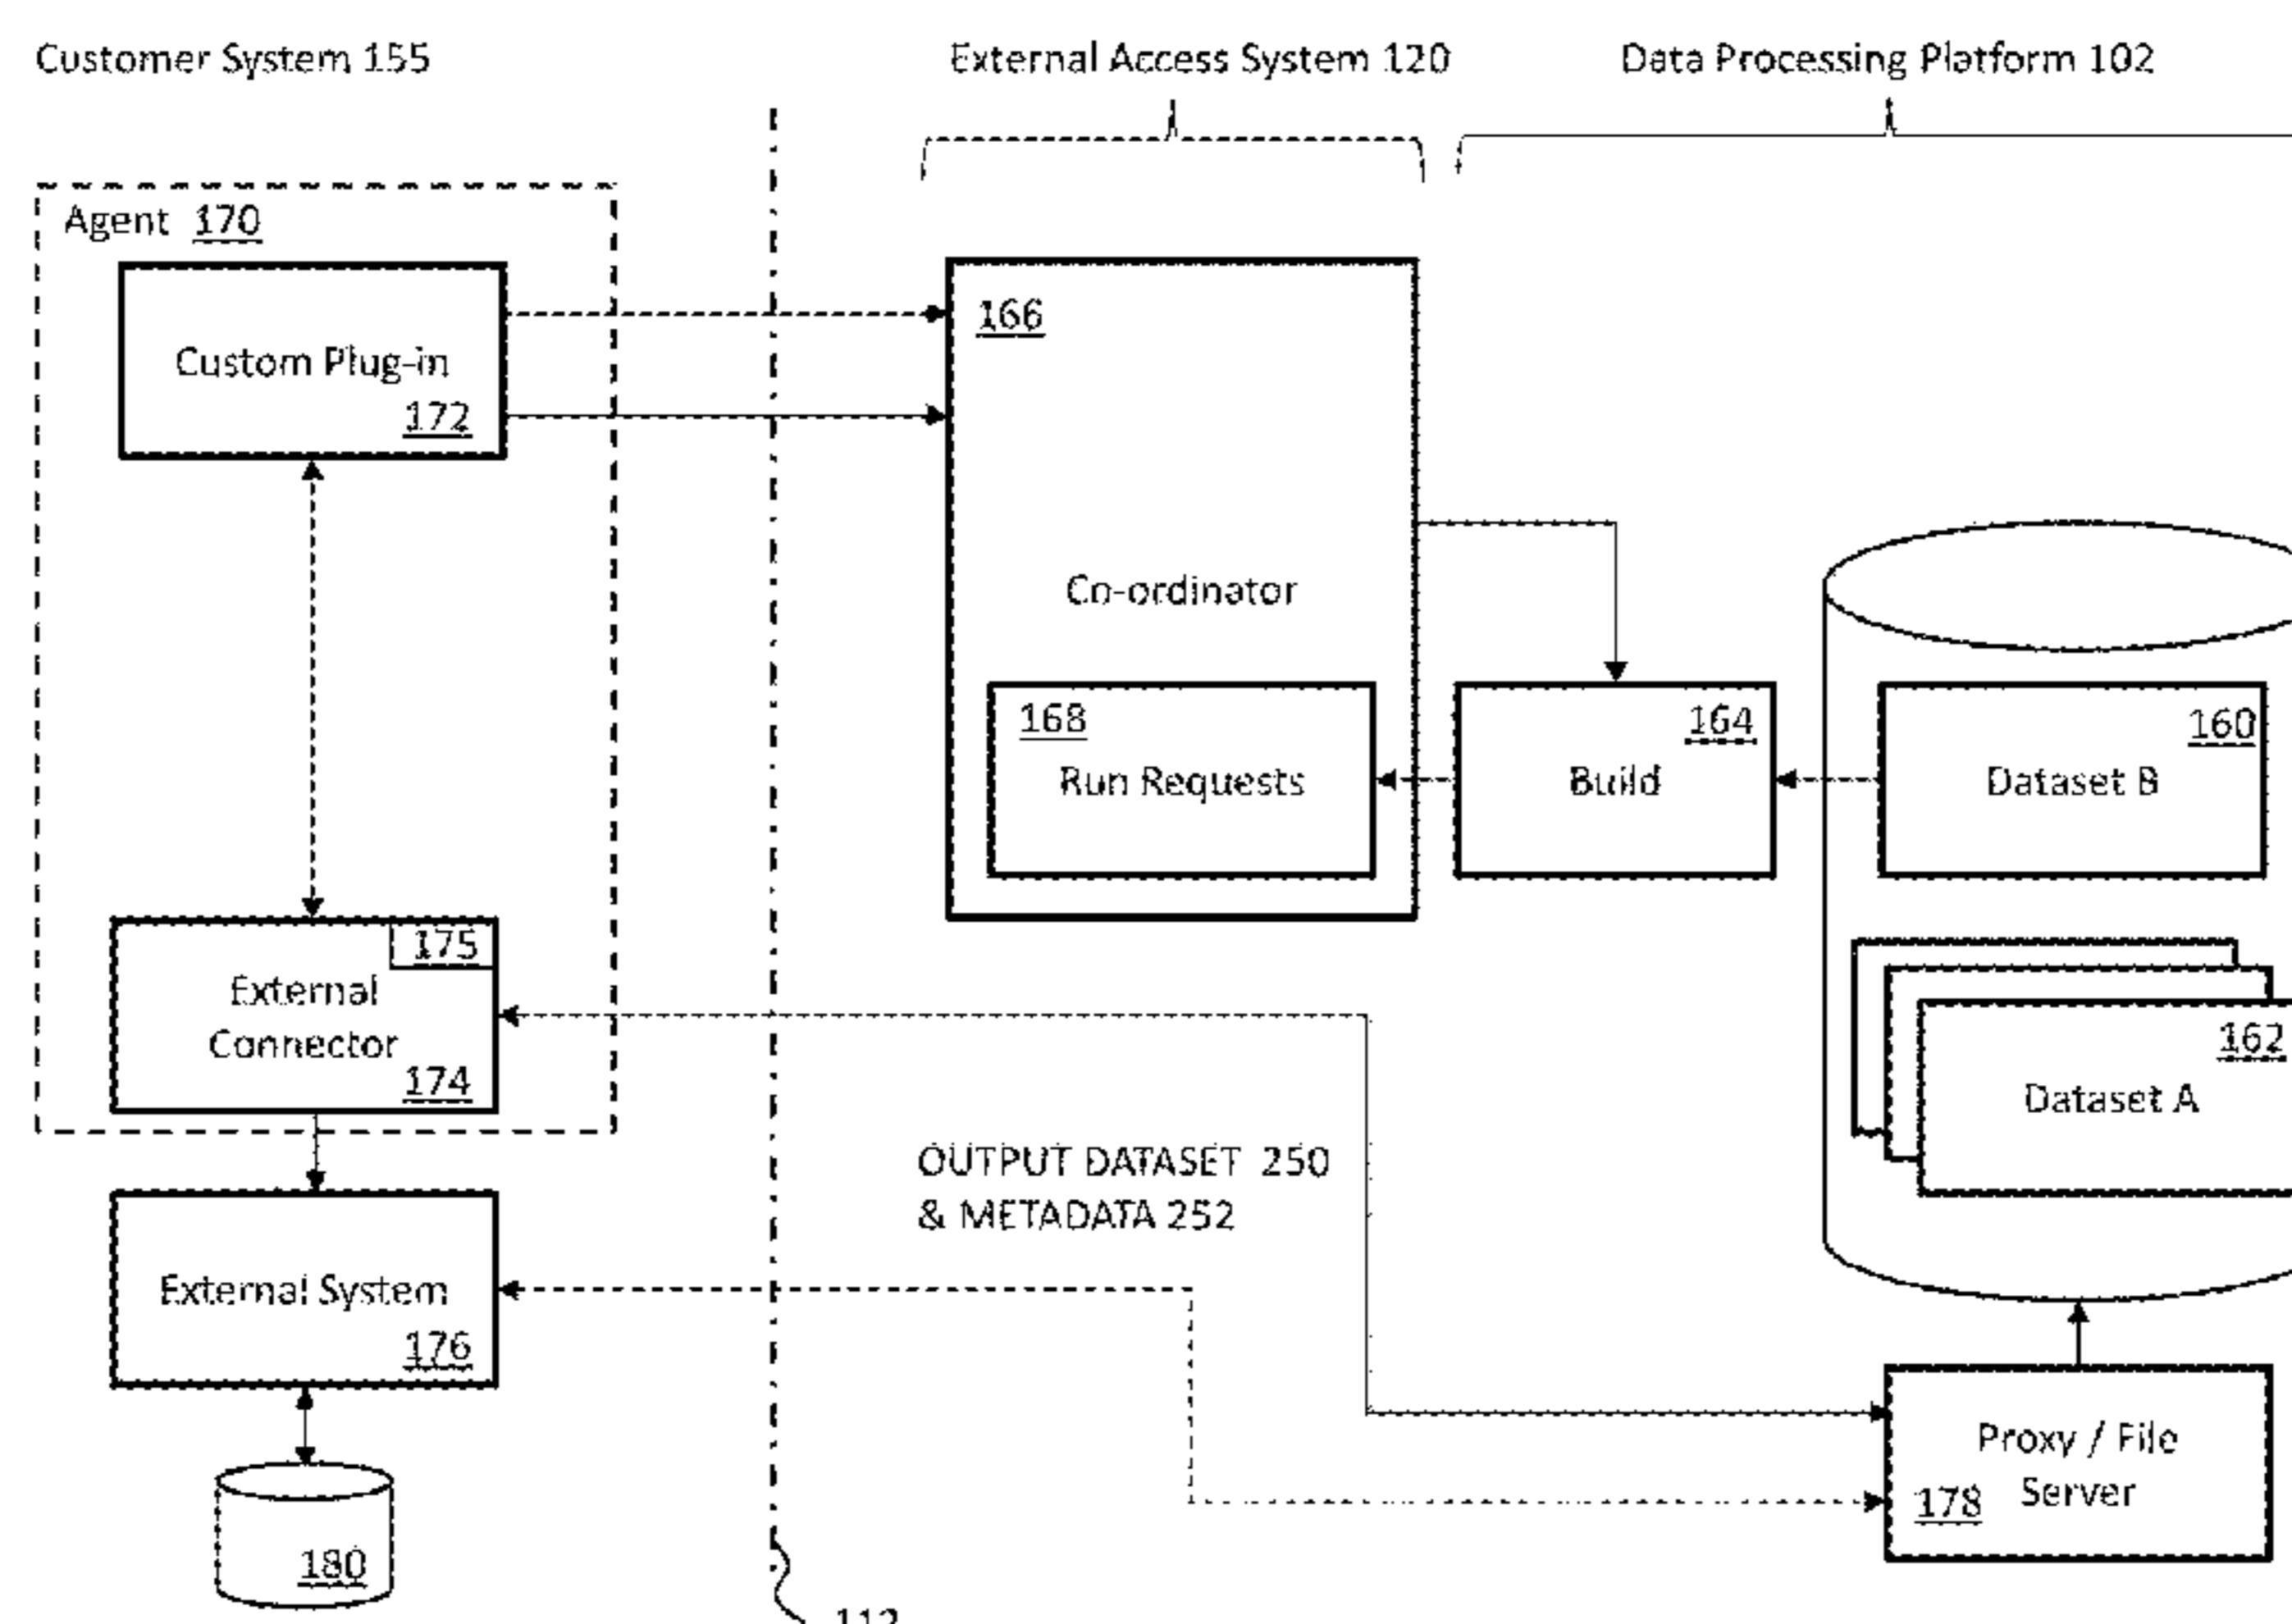 Customer System 155
External Access System 120
Data Processing Platform 102
Agent 170
Custom Plug-in
172
166
Co-ordinator
168
Run Requests
164
Build
160
Dataset B
175
External
Connector
174
162
Dataset A
OUTPUT DATASET 250
& METADATA 252
External System
176
Proxy / File
Server
178
180
112